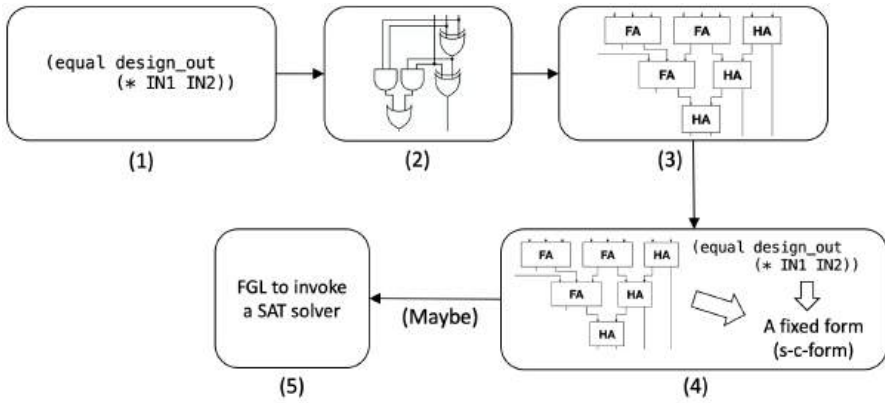 (equal design_out
(* IN1 IN2))
(1)
(2)
FA
FA
HA
FA
HA
HA
(3)
FA
FA
HA
FA
HA
HA
(equal design_out
(* IN1 IN2))
A fixed form
(s-c-form)
(4)
(Maybe)
FGL to invoke
a SAT solver
(5)